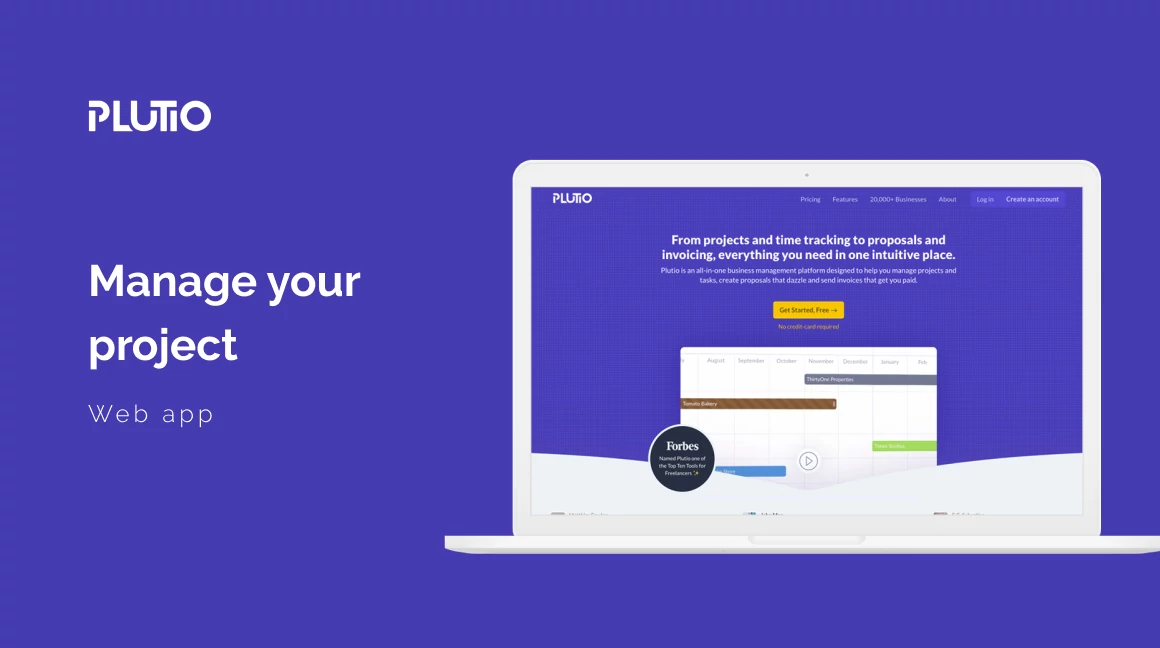 PLUTIO
Manage your
project
Web app
PLUTIO
Pricing Features 20,000+ Businesses About Log in Create an account
From projects and time tracking to proposals and
invoicing, everything you need in one intuitive place.
Plutio is an all-in-one business management platform designed to help you manage projects and
tasks, create proposals that dazzle and send invoices that get you paid.
Get Started, Free →
No credit-card required
August September October November December January Feb
ThirtyOne Properties
Tomato Bakery
Forbes
Named Plutio one of
the Top Ten Tools for
Freelancers ✨